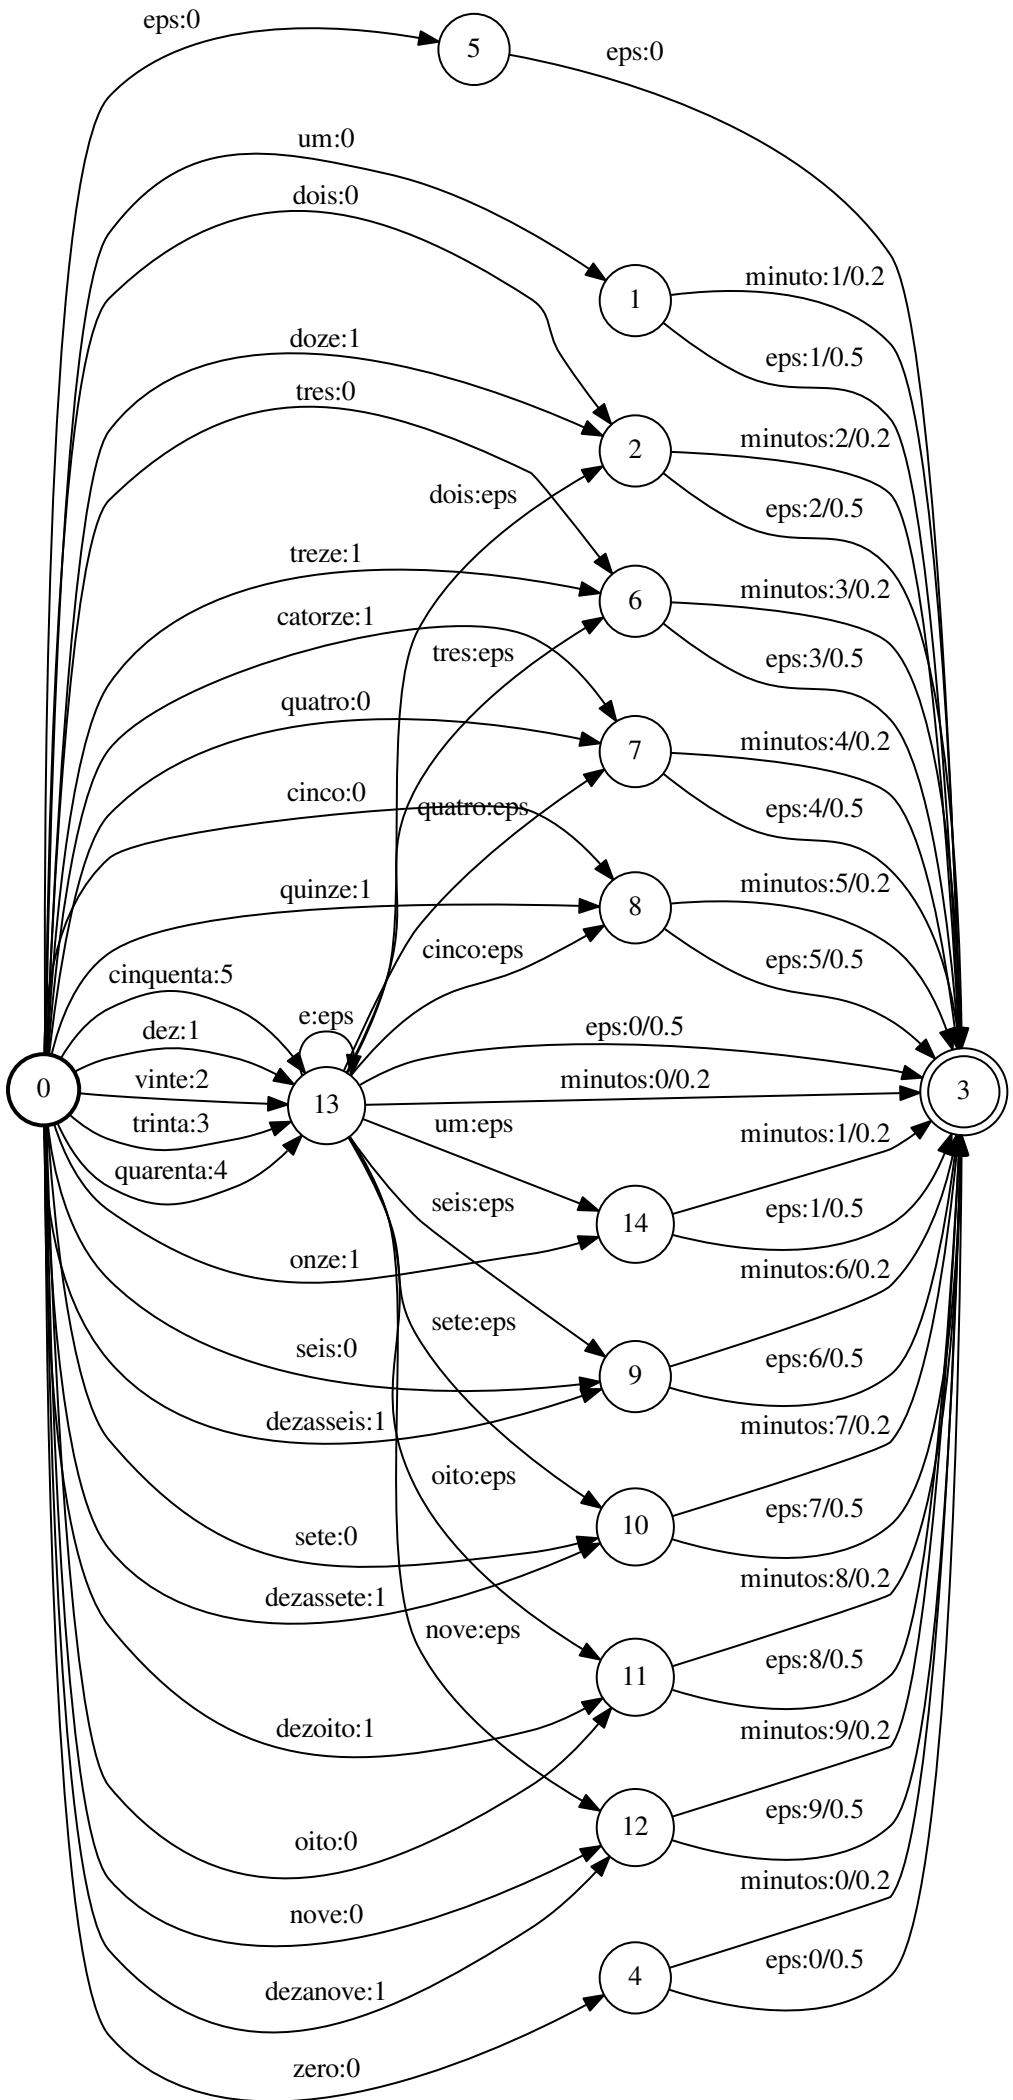 eps:0
5
eps:0
um:0
dois:0
minuto:1/0.2
1
doze:1
eps:1/0.5
tres:0
minutos:2/0.2
2
dois:eps
eps:2/0.5
treze:1
minutos:3/0.2
6
catorze:1
tres:eps
eps:3/0.5
quatro:0
minutos:4/0.2
7
cinco:0
quatro:eps
eps:4/0.5
quinze:1
minutos:5/0.2
8
cinco:eps
eps:5/0.5
cinquenta:5
e:eps
dez:1
eps:0/0.5
vinte:2
minutos:0/0.2
0
13
3
trinta:3
um:eps
minutos:1/0.2
quarenta:4
seis:eps
eps:1/0.5
14
onze:1
minutos:6/0.2
sete:eps
seis:0
eps:6/0.5
9
dezasseis:1
minutos:7/0.2
oito:eps
eps:7/0.5
10
sete:0
minutos:8/0.2
dezassete:1
nove:eps
eps:8/0.5
11
dezoito:1
minutos:9/0.2
eps:9/0.5
12
oito:0
minutos:0/0.2
nove:0
eps:0/0.5
4
dezanove:1
zero:0